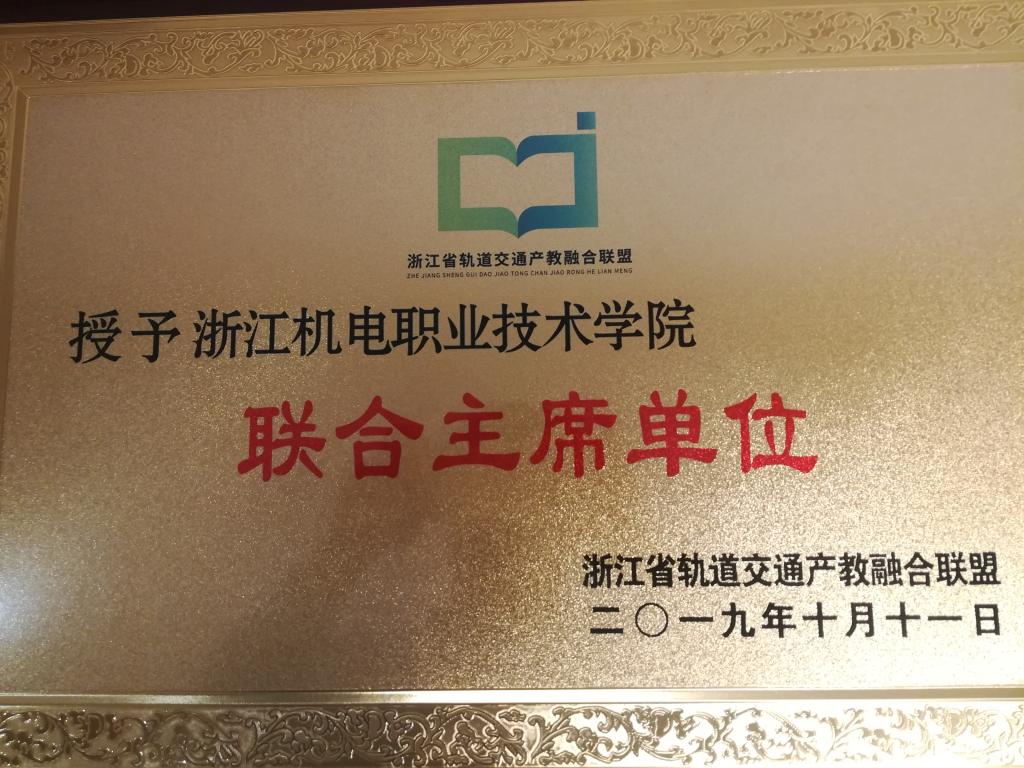 浙江省轨道交通产教融合联盟
ZHE JIANG SHENG GUI DAO JIAO TONG CHAN JIAO RONG HE LIAN MENG
授予 浙江机电职业技术学院
联合主席单位
浙江省轨道交通产教融合联盟
二〇一九年十月十一日